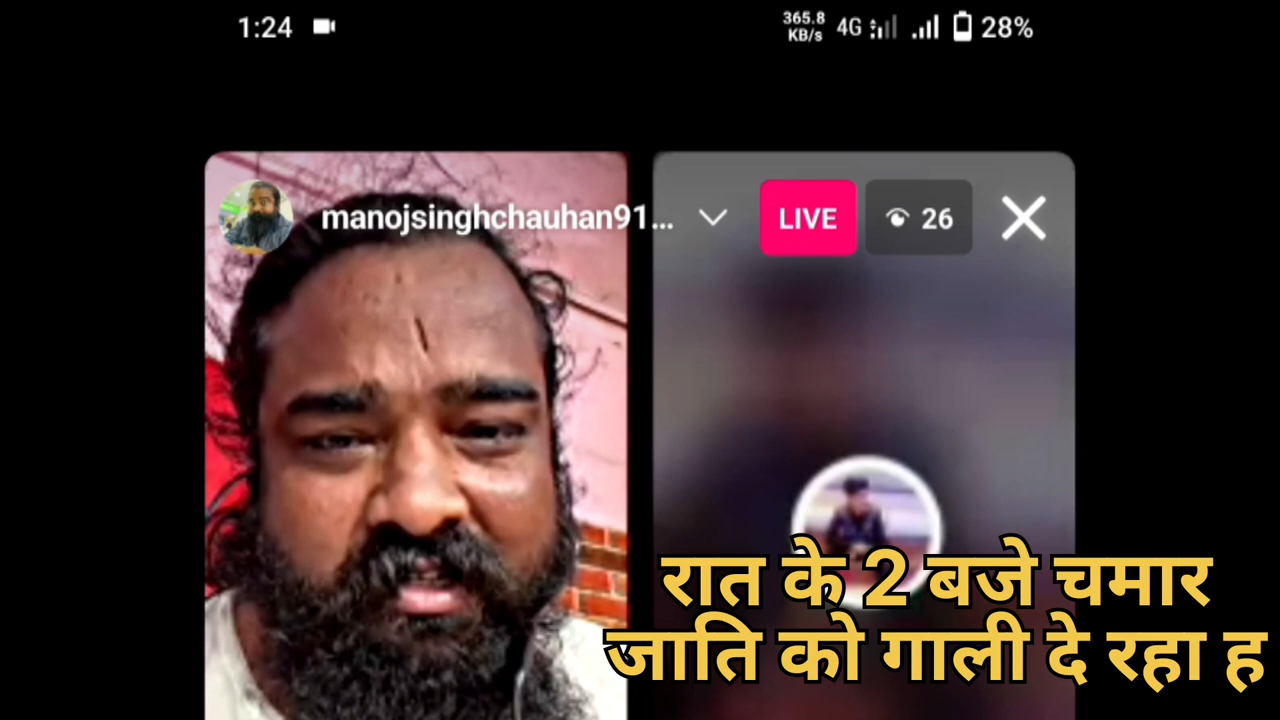 1:24
365.8
KB/s
4G
28%
manojsinghchauhan91...
LIVE
26
रात के 2 बजे चमार
जाति को गाली दे रहा ह